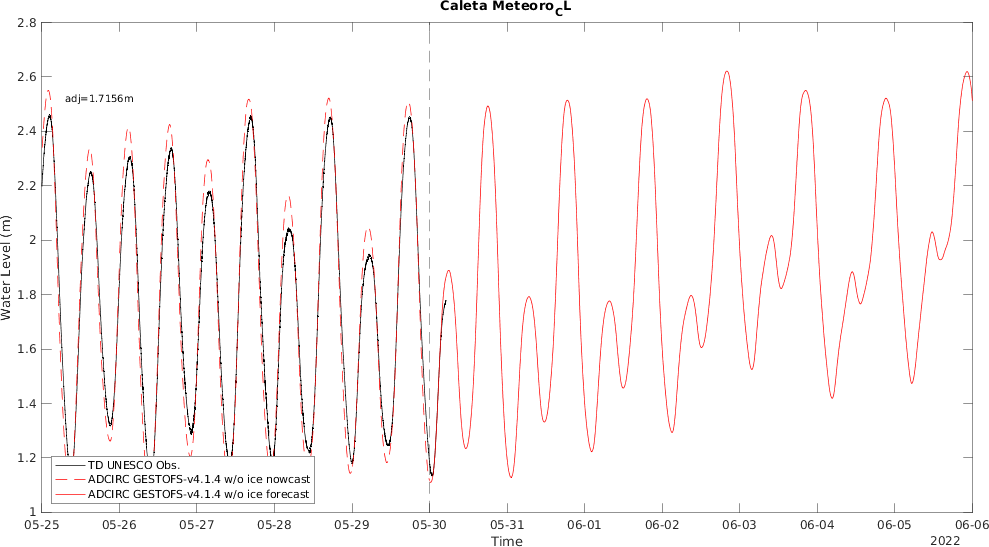 Caleta Meteoro_CL
2.8
2.6
adj=1.7156m
2.4
2.2
2
1.8
1.6
1.4
1.2
1
Water Level (m)
TD UNESCO Obs.
ADCIRC GESTOFS-v4.1.4 w/o ice nowcast
ADCIRC GESTOFS-v4.1.4 w/o ice forecast
05-25 05-26 05-27 05-28 05-29 05-30 05-31 06-01 06-02 06-03 06-04 06-05 06-06
Time
2022